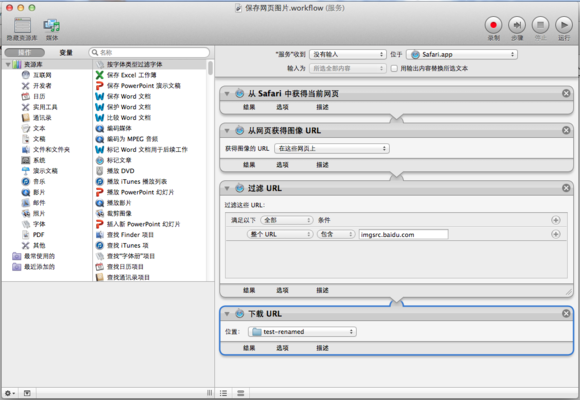 保存网页图片.workflow (服务)
隐藏资源库
媒体
录制
步骤
停止
运行
操作
变量
名称
资源库
互联网
开发者
日历
实用工具
通讯录
文本
文稿
文件和文件夹
系统
演示文稿
音乐
影片
邮件
照片
字体
PDF
其他
最常使用的
最近添加的
按字体类型过滤字体
保存 Excel 工作簿
保存 PowerPoint 演示文稿
保存 Word 文档
保护 Word 文档
比较 Word 文档
编码媒体
编码为 MPEG 音频
标记 Word 文档用于后续工作
标记文章
播放 DVD
播放 iTunes 播放列表
播放 PowerPoint 幻灯片
播放影片
裁剪图像
插入新 PowerPoint 幻灯片
查找 Finder 项目
查找 iTunes 项
查找“字体册”项目
查找日历项目
查找通讯录项目
“服务”收到 没有输入 位于 Safari.app
输入为 所选全部内容 用输出内容替换所选文本
从 Safari 中获得当前网页
结果 选项 描述
从网页获得图像 URL
获得图像的 URL 在这些网页上
结果 选项 描述
过滤 URL
过滤这些 URL:
满足以下 全部 条件
整个 URL 包含 imgsrc.baidu.com
结果 选项 描述
下载 URL
位置: test-renamed
结果 选项 描述